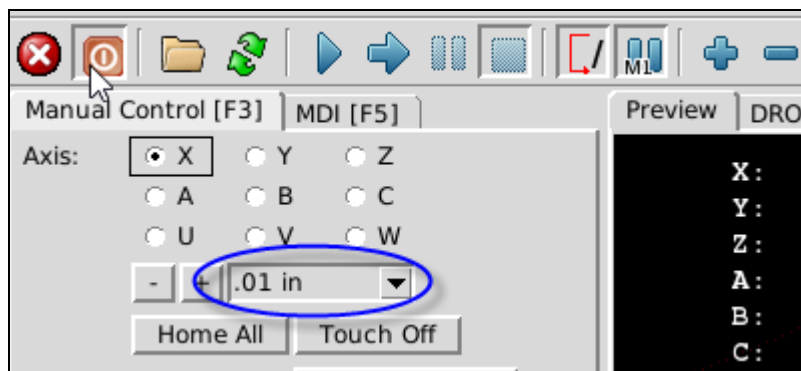 M1
Manual Control [F3] MDI [F5] Preview DRO
Axis: X Y Z
X:
A B C
Y:
U V W
Z:
- + .01 in
A:
B:
Home All Touch Off
C: